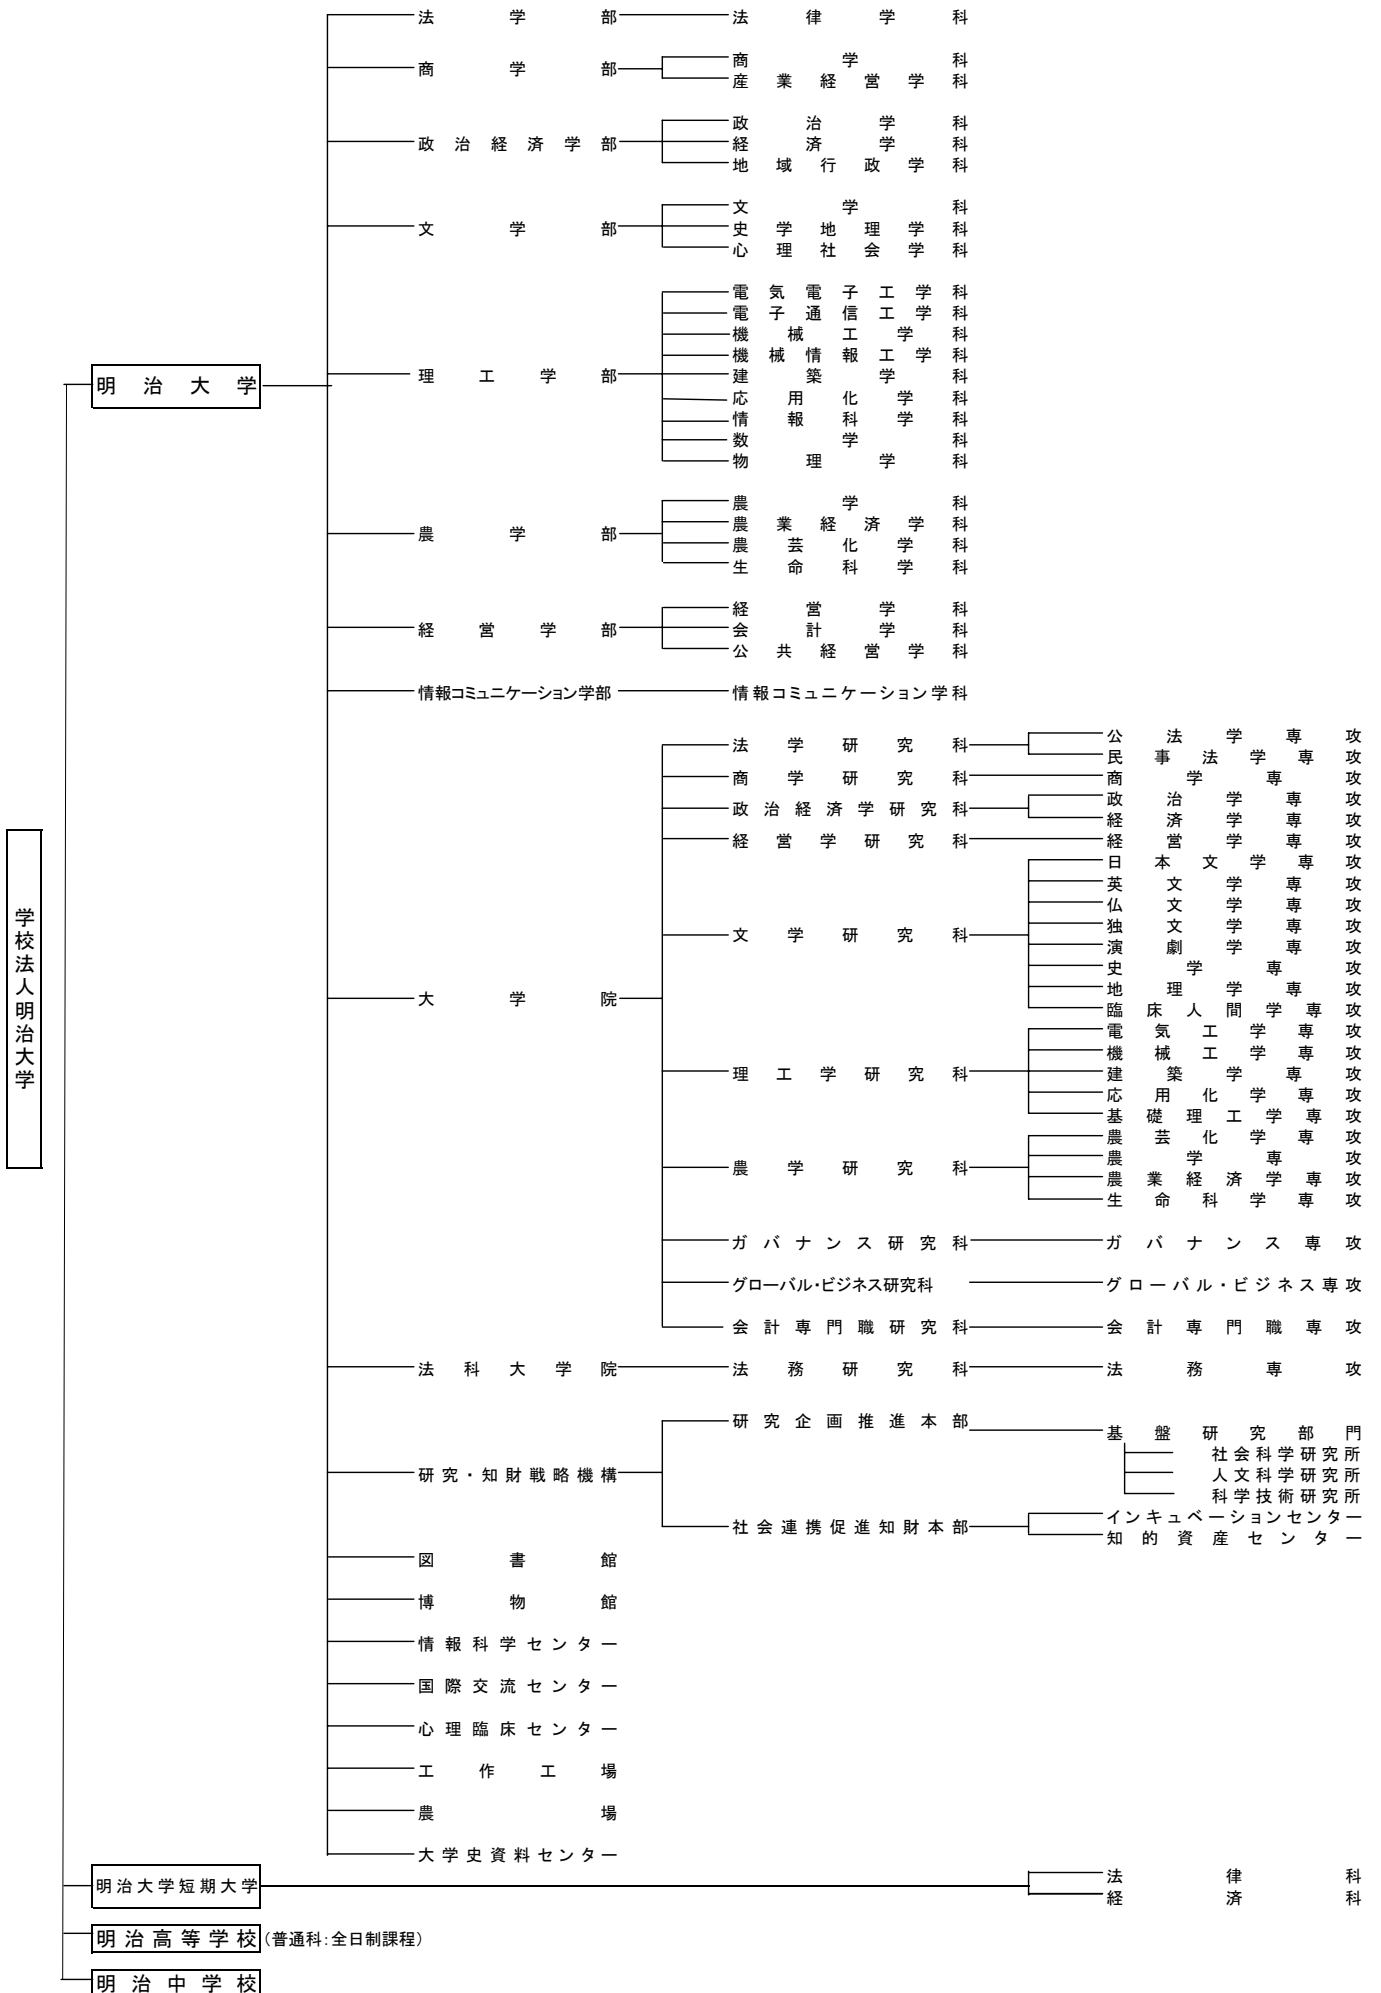 学校法人明治大学
明治大学
法学部
法律学科
商学部
商学科
産業経営学科
政治経済学部
政治学科
経済学科
地域行政学科
文学部
文学科
史学地理学科
心理社会学科
理工学部
電気電子工学科
電子通信工学科
機械工学科
機械情報工学科
建築学科
応用化学科
情報科学科
数学科
物理学科
農学部
農学科
農業経済学科
農芸化学科
生命科学科
経営学部
経営学科
会計学科
公共経営学科
情報コミュニケーション学部
情報コミュニケーション学科
大学院
法学研究科
公法学専攻
民事法学専攻
商学研究科
商学専攻
政治経済学研究科
政治学専攻
経済学専攻
経営学研究科
経営学専攻
文学研究科
日本文学専攻
英文学専攻
仏文学専攻
独文学専攻
演劇学専攻
史学専攻
地理学専攻
臨床人間学専攻
理工学研究科
電気工学専攻
機械工学専攻
建築学専攻
応用化学専攻
基礎理工学専攻
農学研究科
農芸化学専攻
農学専攻
農業経済学専攻
生命科学専攻
ガバナンス研究科
ガバナンス専攻
グローバル・ビジネス研究科
グローバル・ビジネス専攻
会計専門職研究科
会計専門職専攻
法科大学院
法務研究科
法務専攻
研究・知財戦略機構
研究企画推進本部
基盤研究部門
社会科学研究所
人文科学研究所
科学技術研究所
社会連携促進知財本部
インキュベーションセンター
知的資産センター
図書館
博物館
情報科学センター
国際交流センター
心理臨床センター
工作工場
農場
大学史資料センター
明治大学短期大学
法律科
経済科
明治高等学校(普通科:全日制課程)
明治中学校